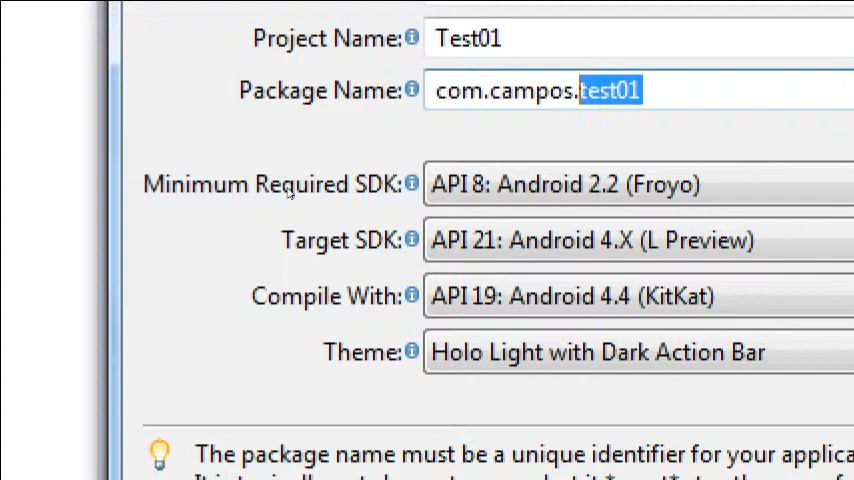 Project Name: Test01
Package Name: com.campos.test01
Minimum Required SDK: API 8: Android 2.2 (Froyo)
Target SDK: API 21: Android 4.X (L Preview)
Compile With: API 19: Android 4.4 (KitKat)
Theme: Holo Light with Dark Action Bar
The package name must be a unique identifier for your applica